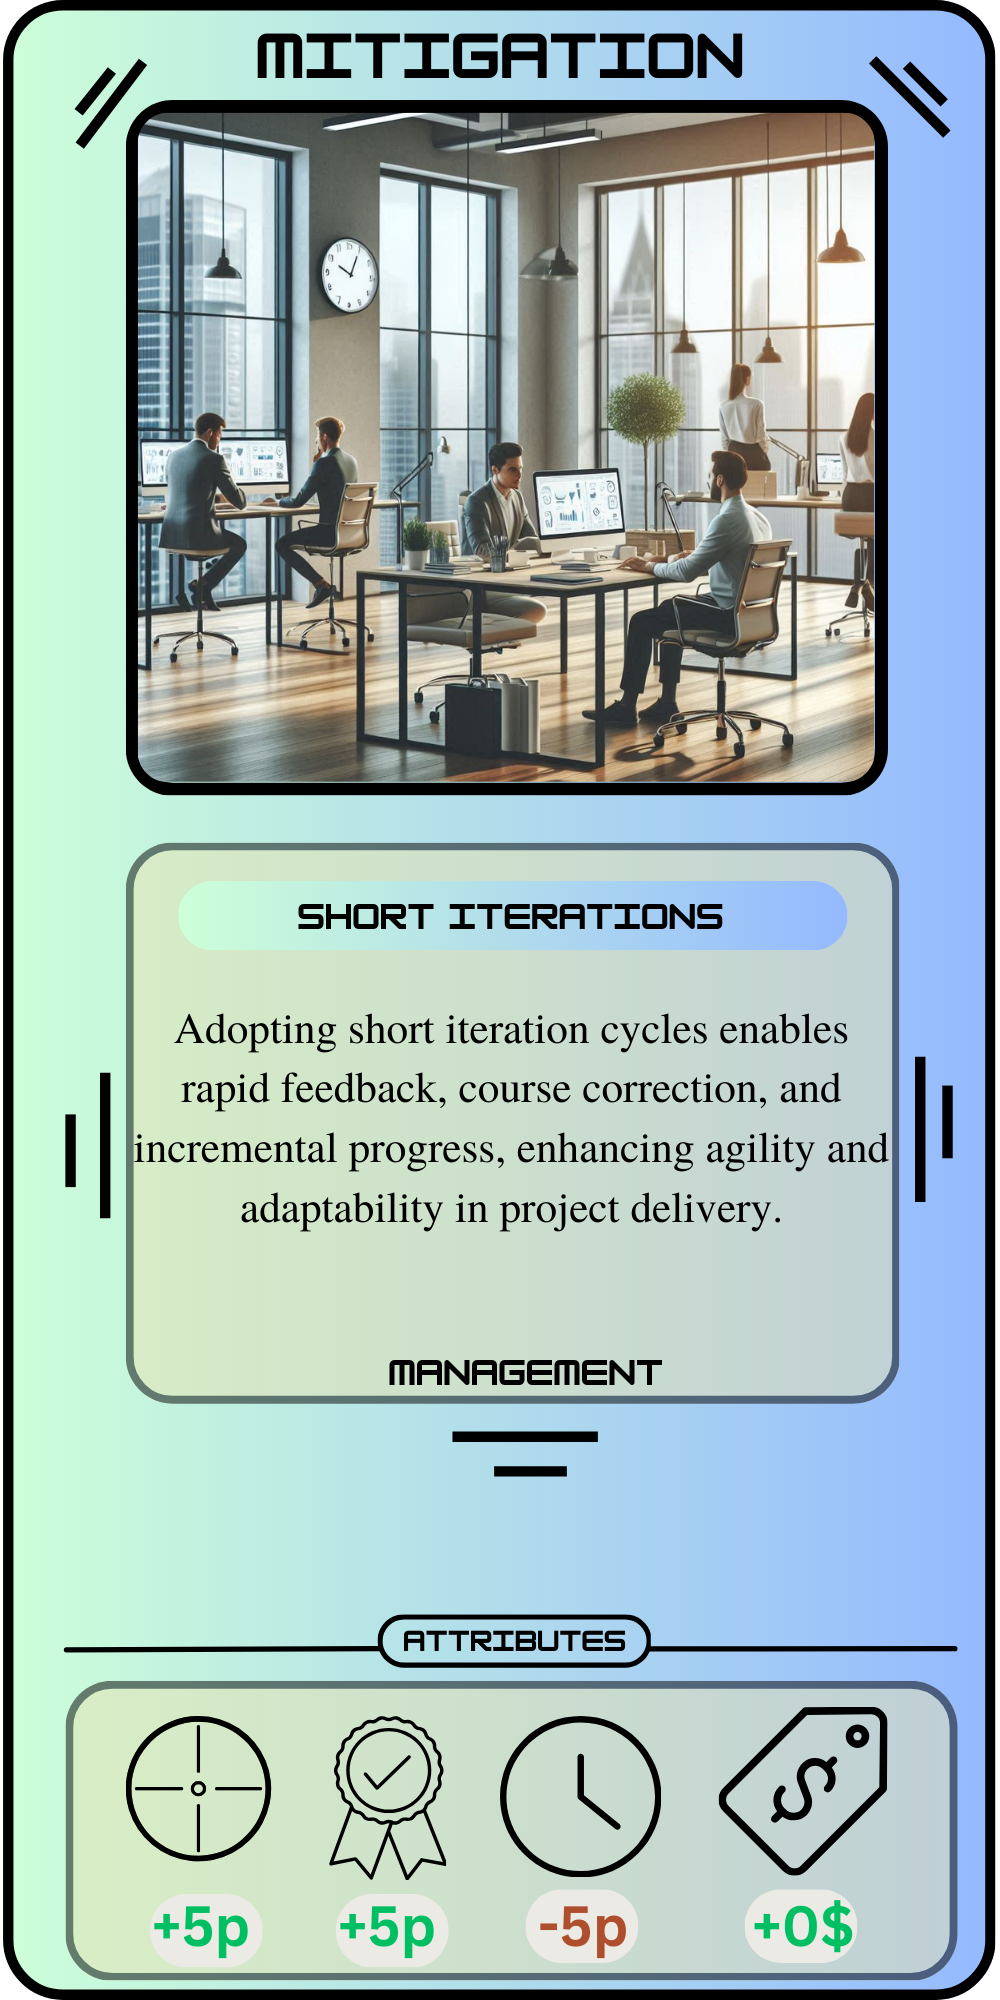 MITIGATION
SHORT ITERATIONS
Adopting short iteration cycles enables
rapid feedback, course correction, and
incremental progress, enhancing agility and
adaptability in project delivery.
MANAGEMENT
ATTRIBUTES
+5p +5p -5p +0$